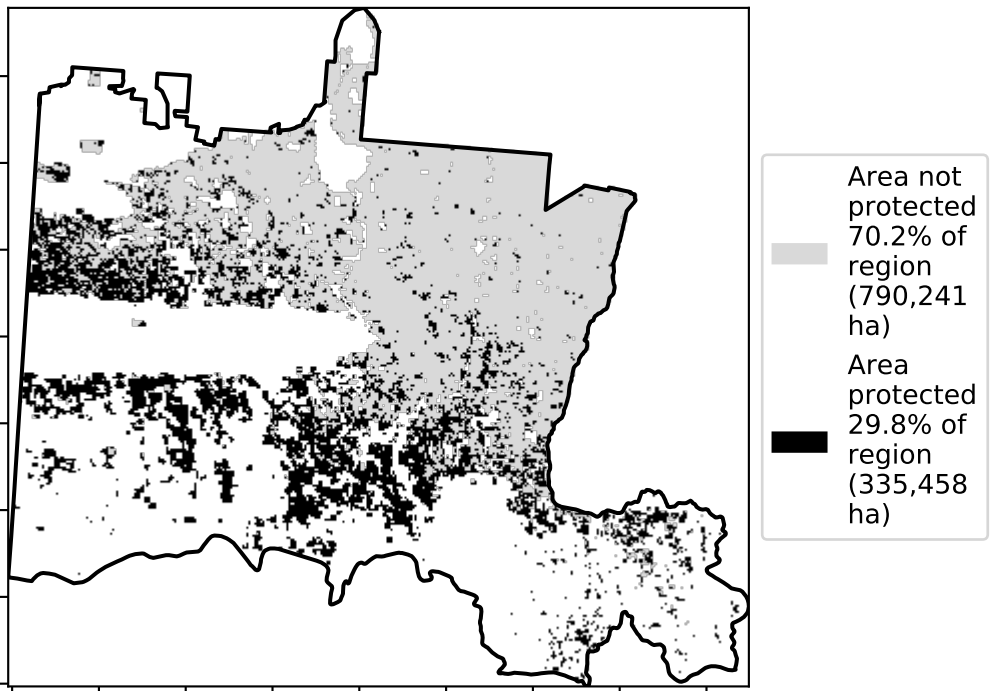 Area not
protected
70.2% of
region
(790,241
ha)
Area
protected
29.8% of
region
(335,458
ha)